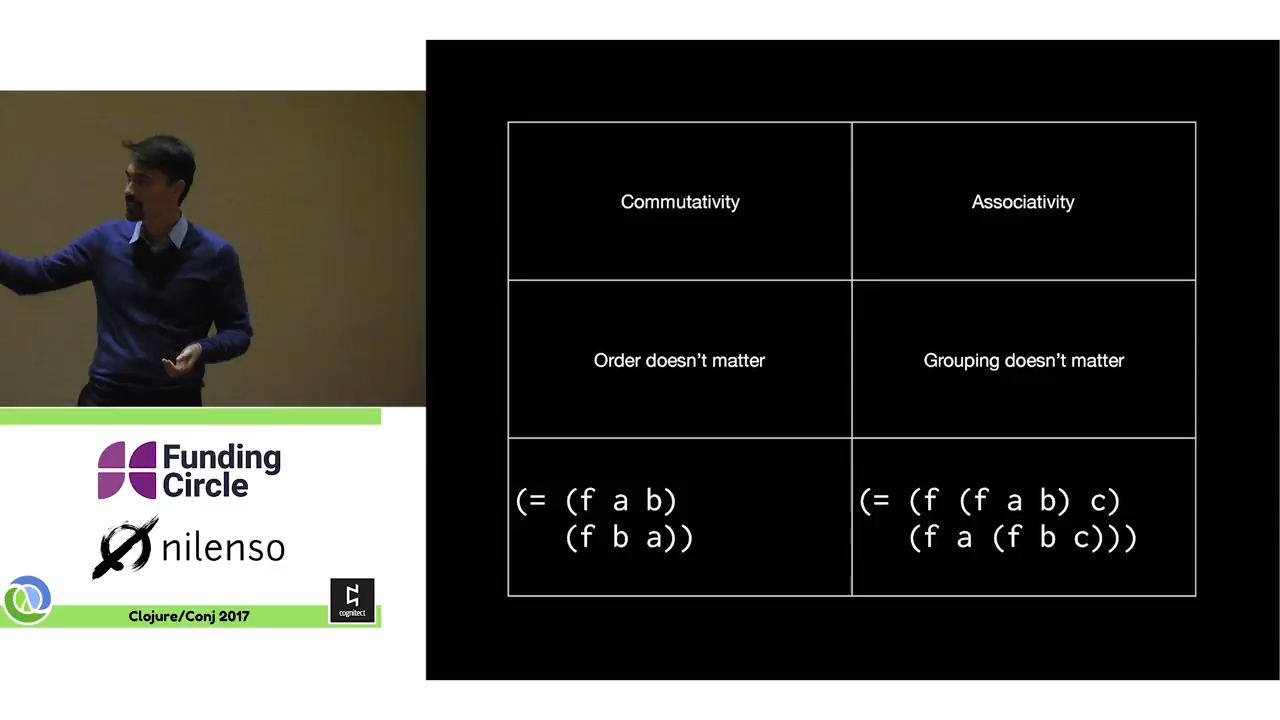 Commutativity
Associativity
Order doesn't matter
Grouping doesn't matter
(= (f a b)
(f b a))
(= (f (f a b) c)
(f a (f b c)))
Funding
Circle
nilenso
Clojure/Conj 2017
cognitect